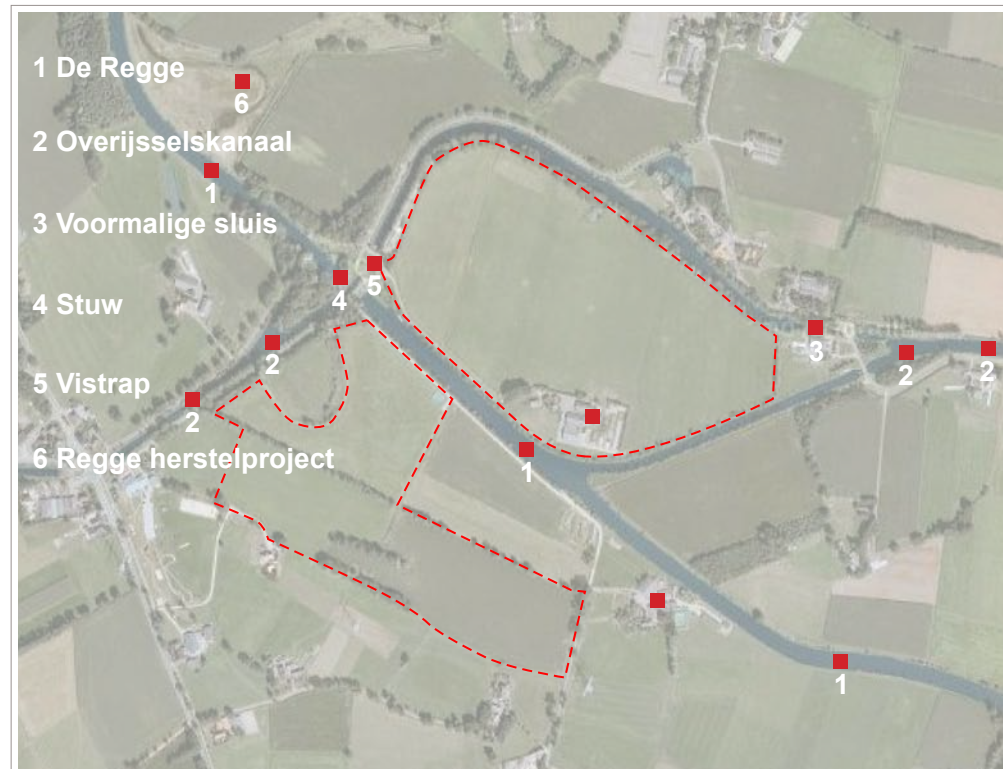 1 De Regge
6
2 Overijsselskanaal
1
3 Voormalige sluis
5
4
4 Stuw
3
2
2
2
5 Vistrap
2
1
6 Regge herstelproject
1